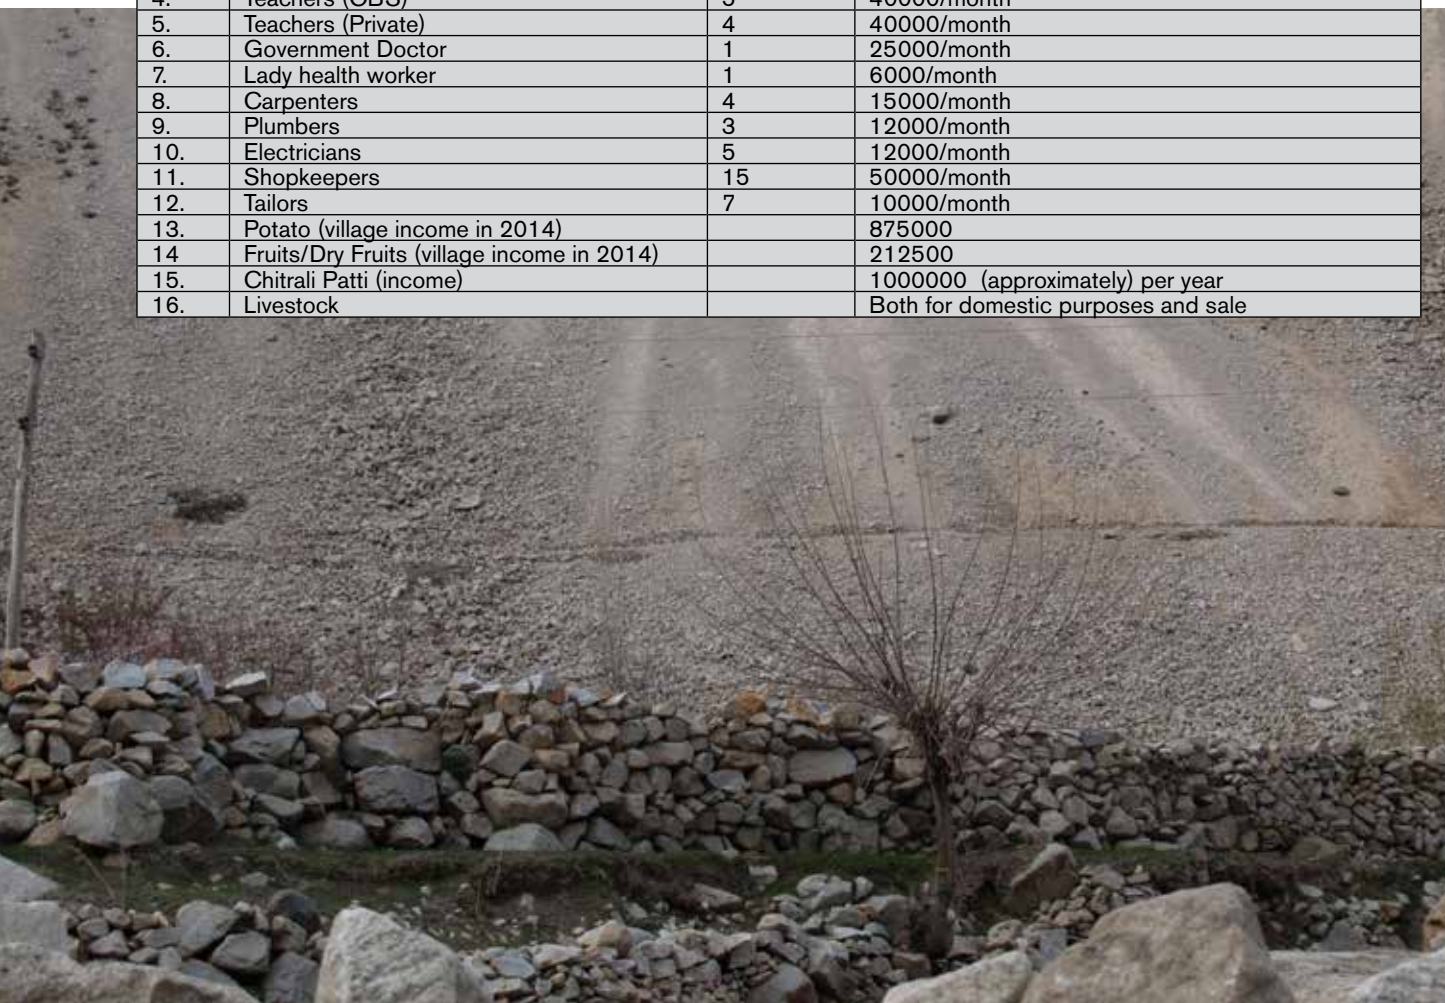 4. Teachers 40000/month
5. Teachers (Private) 4 40000/month
6. Government Doctor 1 25000/month
7. Lady health worker 1 6000/month
8. Carpenters 4 15000/month
9. Plumbers 3 12000/month
10. Electricians 5 12000/month
11. Shopkeepers 15 50000/month
12. Tailors 7 10000/month
13. Potato (village income in 2014) 875000
14 Fruits/Dry Fruits (village income in 2014) 212500
15. Chitrali Patti (income) 1000000 (approximately) per year
16. Livestock Both for domestic purposes and sale